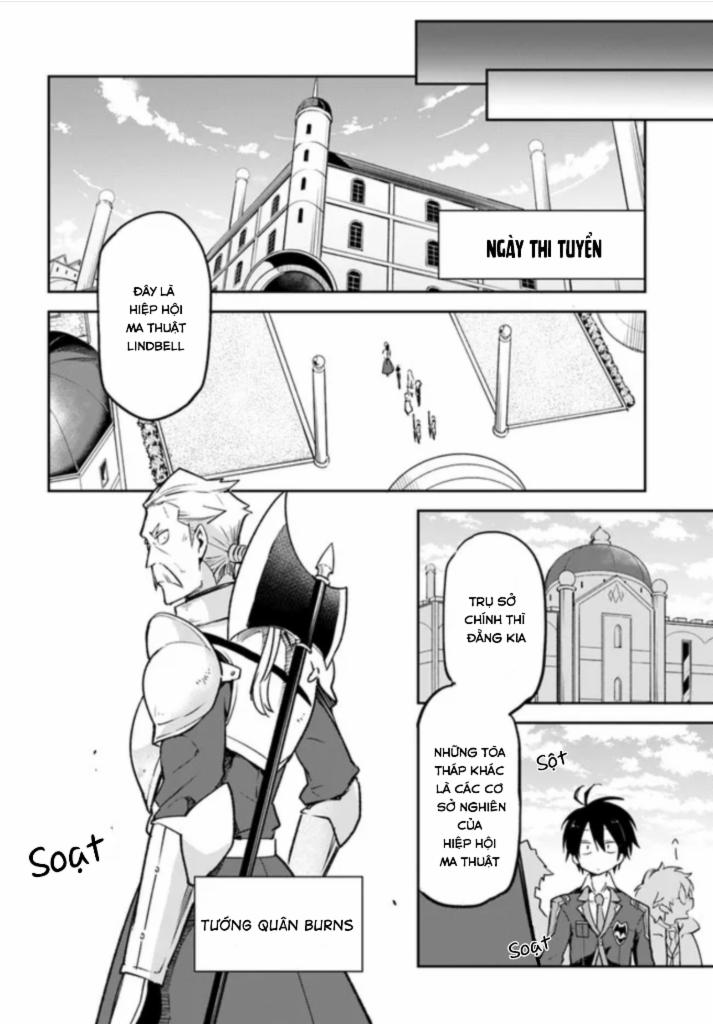 NGÀY THI TUYỂN
ĐÂY LÀ
HIỆP HỘI
MA THUẬT
LINDBELL
TRỤ SỞ
CHÍNH THÌ
ĐẰNG KIA
NHỮNG TÒA
THÁP KHÁC
LÀ CÁC CƠ
SỞ NGHIÊN
CỦA
HIỆP HỘI
MA THUẬT
Sột
Soạt
Soạt
TƯỚNG QUÂN BURNS